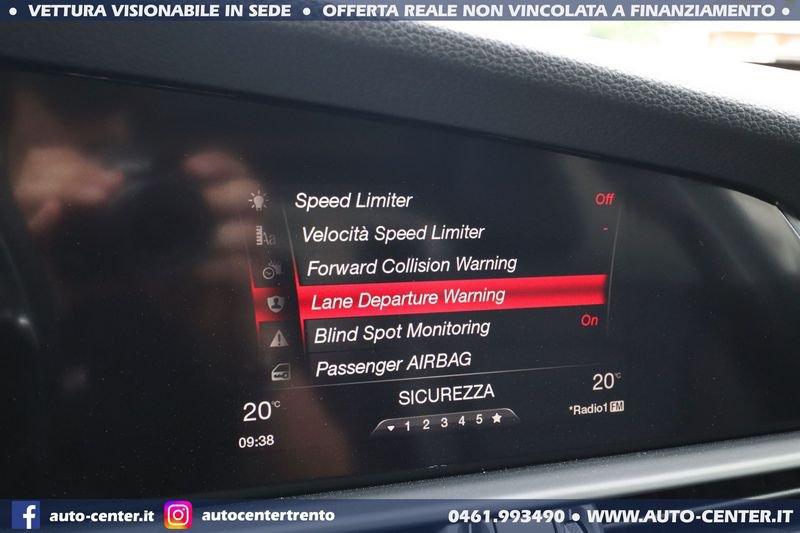 • VETTURA VISIONABILE IN SEDE • OFFERTA REALE NON VINCOLATA A FINANZIAMENTO •
Speed Limiter Off
Velocità Speed Limiter -
Forward Collision Warning
Lane Departure Warning
Blind Spot Monitoring On
Passenger AIRBAG
SICUREZZA
20°C 20°C
1 2 3 4 5
09:38 *Radio1 FM
auto-center.it autocentertrento 0461.993490 • WWW.AUTO-CENTER.IT